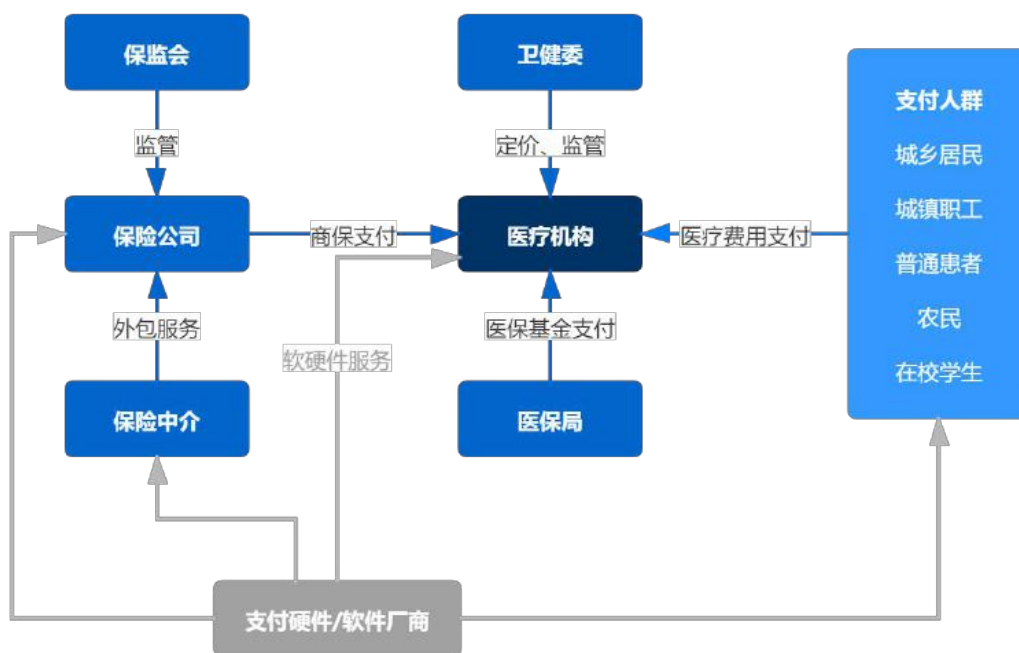 保监会
卫健委
支付人群
城乡居民
城镇职工
普通患者
农民
在校学生
监管
定价、监管
保险公司
商保支付
医疗机构
医疗费用支付
外包服务
软硬件服务
医保基金支付
保险中介
医保局
支付硬件/软件厂商